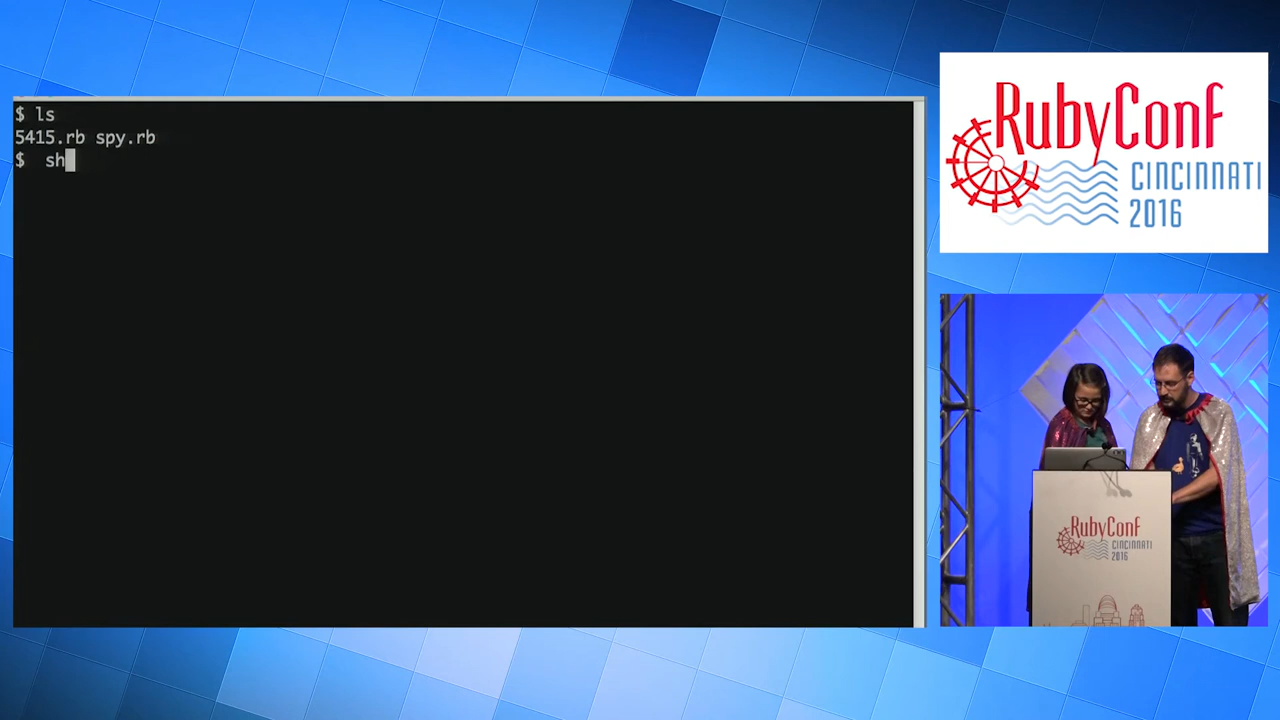 $ ls
5415.rb spy.rb
$  sh
RubyConf
CINCINNATI
2016
RubyConf
CINCINNATI
2016